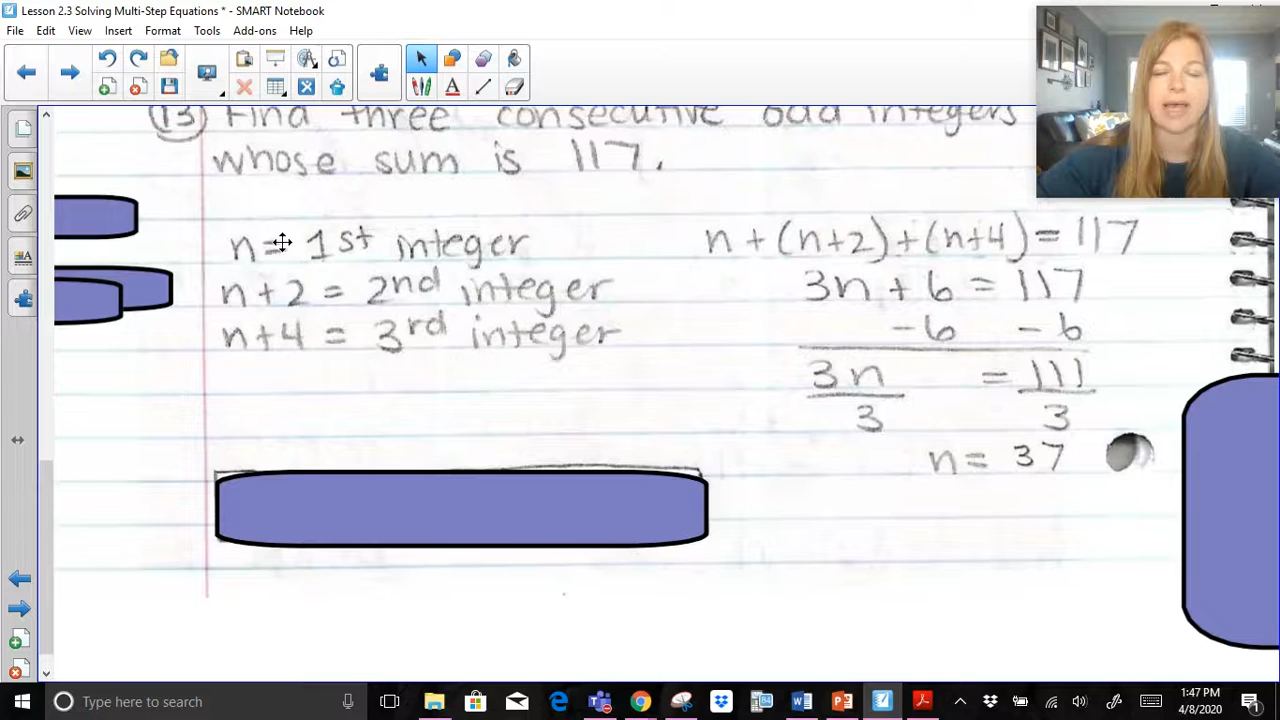 Lesson 2.3 Solving Multi-Step Equations * - SMART Notebook
File Edit View Insert Format Tools Add-ons Help
13 Find three consecutive odd integers
whose sum is 117.
n = 1st integer
n+2 = 2nd integer
n+4 = 3rd integer
n + (n+2) + (n+4) = 117
3n + 6 = 117
-6 -6
3n = 111
3 3
n = 37
Type here to search
1:47 PM
4/8/2020